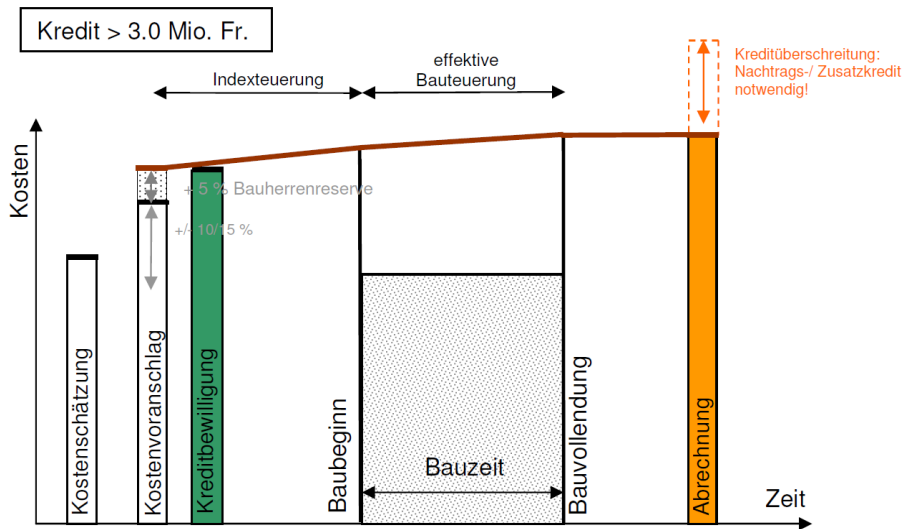 Kredit > 3.0 Mio. Fr.
Kreditüberschreitung:
Nachtrags-/ Zusatzkredit
notwendig!
Indexteuerung
effektive
Bauteuerung
Kosten
+ 5 % Bauherrenreserve
+/- 10/15 %
Kostenschätzung
Kostenvoranschlag
Kreditbewilligung
Baubeginn
Bauzeit
Bauvollendung
Abrechnung
Zeit